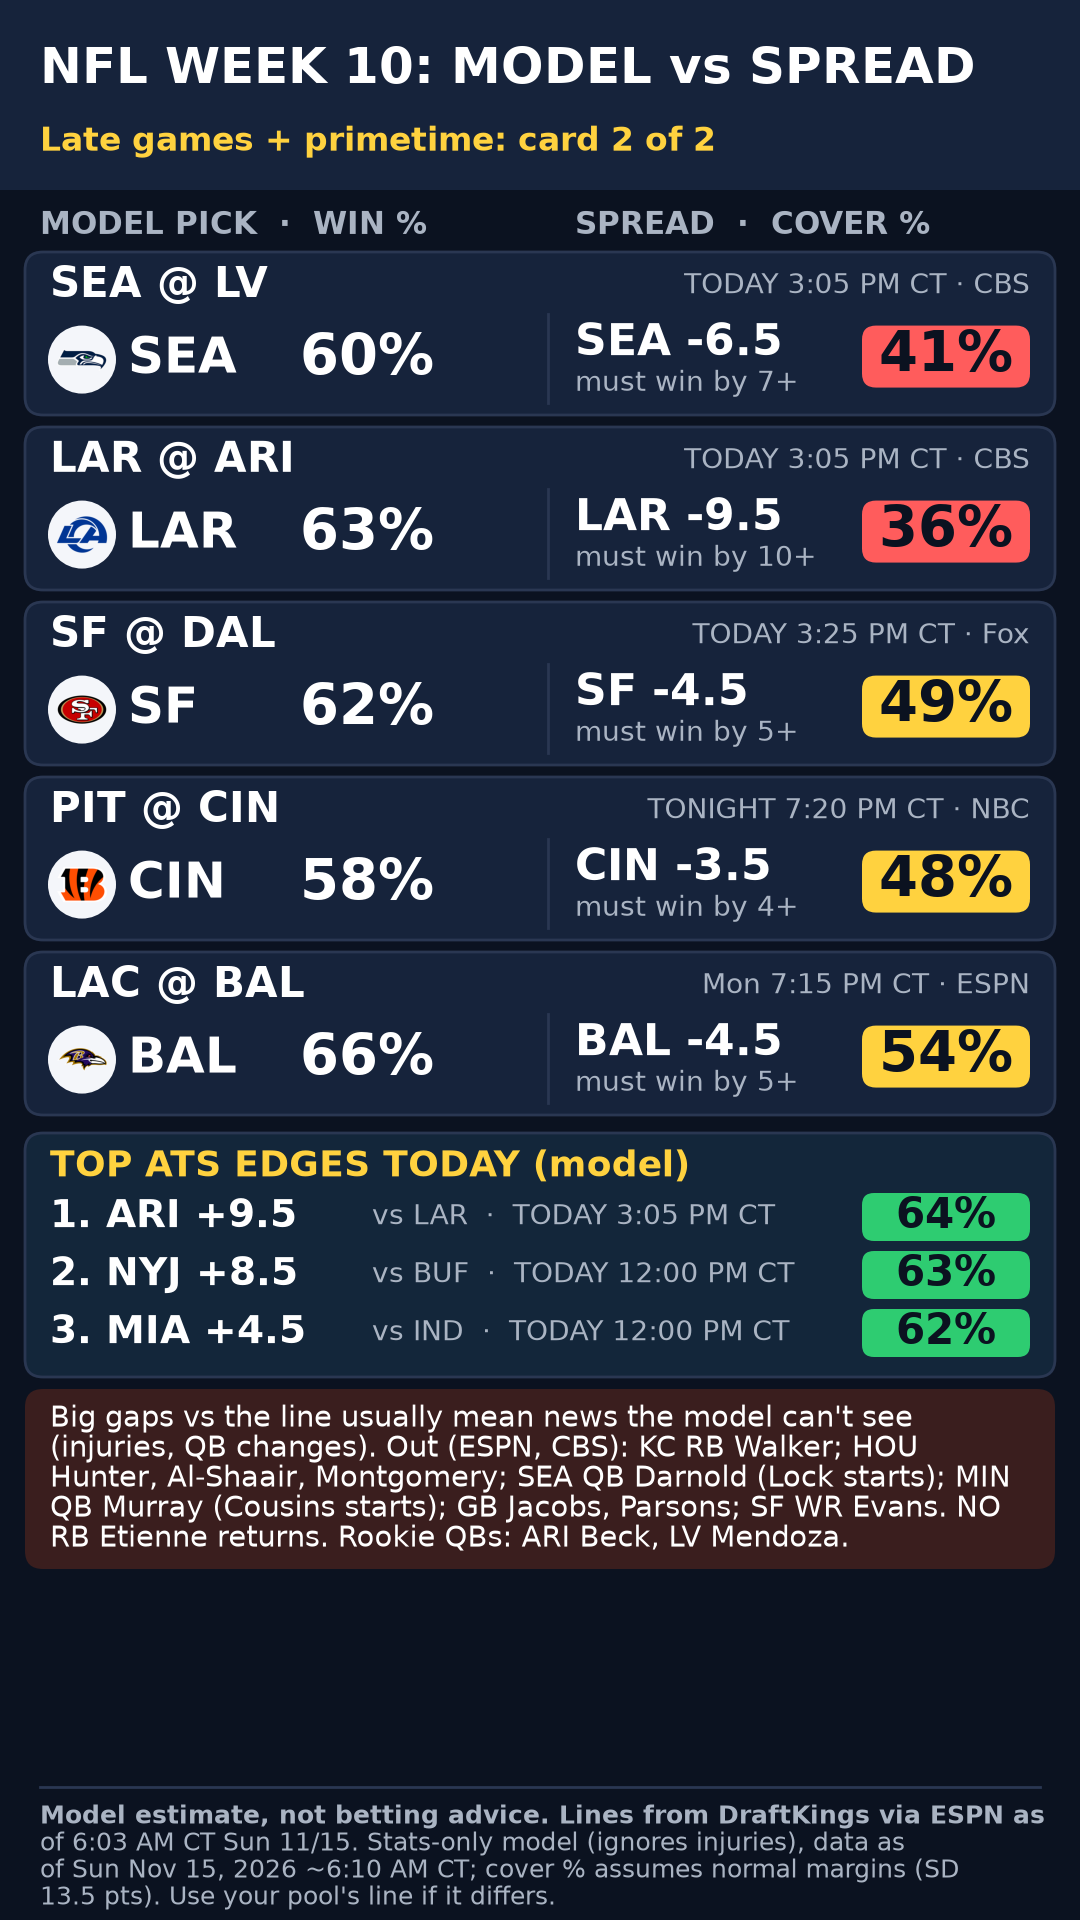 NFL WEEK 10: MODEL vs SPREAD
Late games + primetime: card 2 of 2
MODEL PICK · WIN % SPREAD · COVER %
SEA @ LV TODAY 3:05 PM CT · CBS
SEA 60% SEA -6.5 41%
must win by 7+
LAR @ ARI TODAY 3:05 PM CT · CBS
LAR 63% LAR -9.5 36%
must win by 10+
SF @ DAL TODAY 3:25 PM CT · Fox
SF 62% SF -4.5 49%
must win by 5+
PIT @ CIN TONIGHT 7:20 PM CT · NBC
CIN 58% CIN -3.5 48%
must win by 4+
LAC @ BAL Mon 7:15 PM CT · ESPN
BAL 66% BAL -4.5 54%
must win by 5+
TOP ATS EDGES TODAY (model)
1. ARI +9.5 vs LAR · TODAY 3:05 PM CT 64%
2. NYJ +8.5 vs BUF · TODAY 12:00 PM CT 63%
3. MIA +4.5 vs IND · TODAY 12:00 PM CT 62%
Big gaps vs the line usually mean news the model can't see
(injuries, QB changes). Out (ESPN, CBS): KC RB Walker; HOU
Hunter, Al-Shaair, Montgomery; SEA QB Darnold (Lock starts); MIN
QB Murray (Cousins starts); GB Jacobs, Parsons; SF WR Evans. NO
RB Etienne returns. Rookie QBs: ARI Beck, LV Mendoza.
Model estimate, not betting advice. Lines from DraftKings via ESPN as
of 6:03 AM CT Sun 11/15. Stats-only model (ignores injuries), data as
of Sun Nov 15, 2026 ~6:10 AM CT; cover % assumes normal margins (SD
13.5 pts). Use your pool's line if it differs.